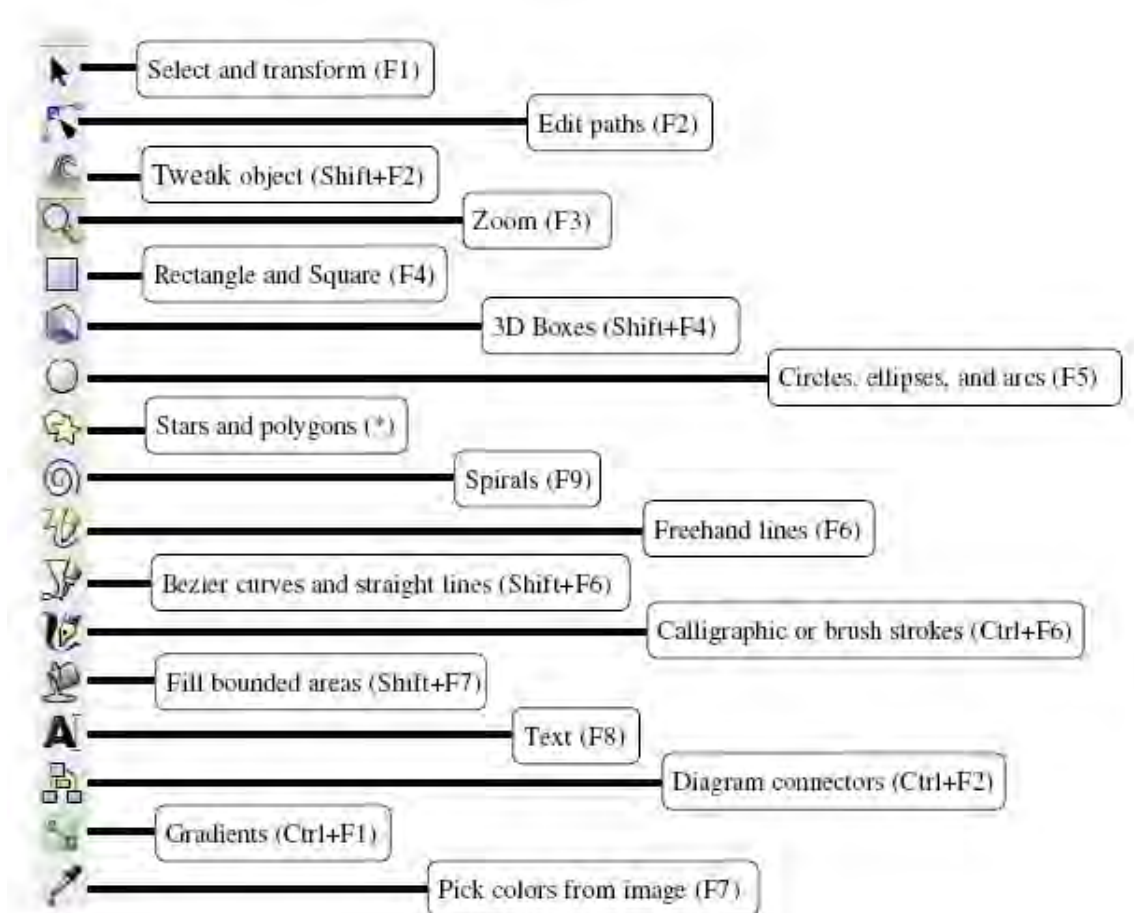 Select and transform (F1)
Edit paths (F2)
Tweak object (Shift+F2)
Zoom (F3)
Rectangle and Square (F4)
3D Boxes (Shift+F4)
Circles, ellipses, and arcs (F5)
Stars and polygons (*)
Spirals (F9)
Freehand lines (F6)
Bezier curves and straight lines (Shift+F6)
Calligraphic or brush strokes (Ctrl+F6)
Fill bounded areas (Shift+F7)
A
Text (F8)
Diagram connectors (Ctrl+F2)
Gradients (Ctrl+F1)
Pick colors from image (F7)